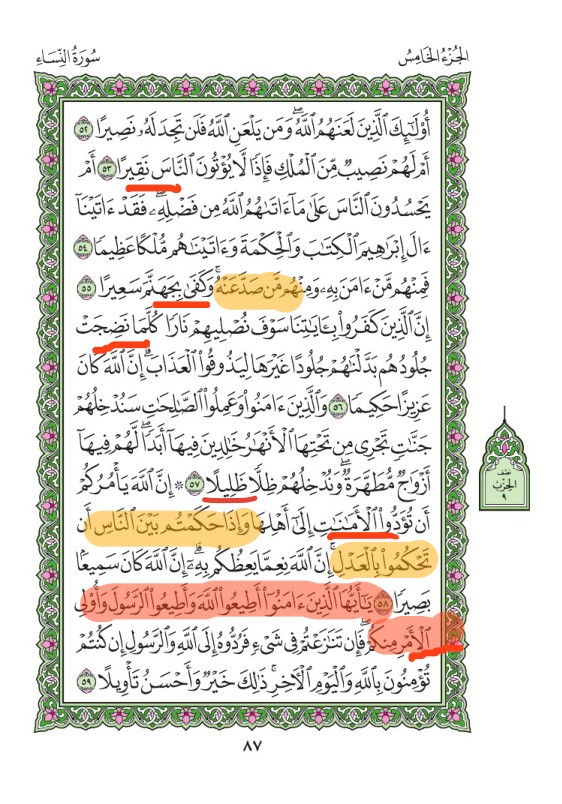 سُورَةُ النِّسَاءِ
الجُزْءُ الخَامِسُ
أُوْلَٰٓئِكَ ٱلَّذِينَ لَعَنَهُمُ ٱللَّهُۖ وَمَن يَلْعَنِ ٱللَّهُ فَلَن تَجِدَ لَهُۥ نَصِيرًا ٥٢
أَمْ لَهُمْ نَصِيبٌ مِّنَ ٱلْمُلْكِ فَإِذًا لَّا يُؤْتُونَ ٱلنَّاسَ نَقِيرًا ٥٣ أَمْ
يَحْسُدُونَ ٱلنَّاسَ عَلَىٰ مَآ ءَاتَىٰهُمُ ٱللَّهُ مِن فَضْلِهِۦۖ فَقَدْ ءَاتَيْنَآ
ءَالَ إِبْرَٰهِيمَ ٱلْكِتَٰبَ وَٱلْحِكْمَةَ وَءَاتَيْنَٰهُم مُّلْكًا عَظِيمًا ٥٤
فَمِنْهُم مَّنْ ءَامَنَ بِهِۦ وَمِنْهُم مَّن صَدَّ عَنْهُۚ وَكَفَىٰ بِجَهَنَّمَ سَعِيرًا ٥٥
إِنَّ ٱلَّذِينَ كَفَرُوا۟ بِـَٔايَٰتِنَا سَوْفَ نُصْلِيهِمْ نَارًا كُلَّمَا نَضِجَتْ
جُلُودُهُم بَدَّلْنَٰهُمْ جُلُودًا غَيْرَهَا لِيَذُوقُوا۟ ٱلْعَذَابَۗ إِنَّ ٱللَّهَ كَانَ
عَزِيزًا حَكِيمًا ٥٦ وَٱلَّذِينَ ءَامَنُوا۟ وَعَمِلُوا۟ ٱلصَّٰلِحَٰتِ سَنُدْخِلُهُمْ
جَنَّٰتٍ تَجْرِى مِن تَحْتِهَا ٱلْأَنْهَٰرُ خَٰلِدِينَ فِيهَآ أَبَدًاۖ لَّهُمْ فِيهَآ
أَزْوَٰجٌ مُّطَهَّرَةٌۖ وَنُدْخِلُهُمْ ظِلًّا ظَلِيلًا ٥٧ ۞ إِنَّ ٱللَّهَ يَأْمُرُكُمْ
أَن تُؤَدُّوا۟ ٱلْأَمَٰنَٰتِ إِلَىٰٓ أَهْلِهَا وَإِذَا حَكَمْتُم بَيْنَ ٱلنَّاسِ أَن
تَحْكُمُوا۟ بِٱلْعَدْلِۚ إِنَّ ٱللَّهَ نِعِمَّا يَعِظُكُم بِهِۦٓۗ إِنَّ ٱللَّهَ كَانَ سَمِيعًۢا
بَصِيرًا ٥٨ يَٰٓأَيُّهَا ٱلَّذِينَ ءَامَنُوٓا۟ أَطِيعُوا۟ ٱللَّهَ وَأَطِيعُوا۟ ٱلرَّسُولَ وَأُو۟لِى
ٱلْأَمْرِ مِنكُمْۖ فَإِن تَنَٰزَعْتُمْ فِى شَىْءٍ فَرُدُّوهُ إِلَى ٱللَّهِ وَٱلرَّسُولِ إِن كُنتُمْ
تُؤْمِنُونَ بِٱللَّهِ وَٱلْيَوْمِ ٱلْـَٔاخِرِۚ ذَٰلِكَ خَيْرٌ وَأَحْسَنُ تَأْوِيلًا ٥٩
نصف
الحزب
٩
٨٧